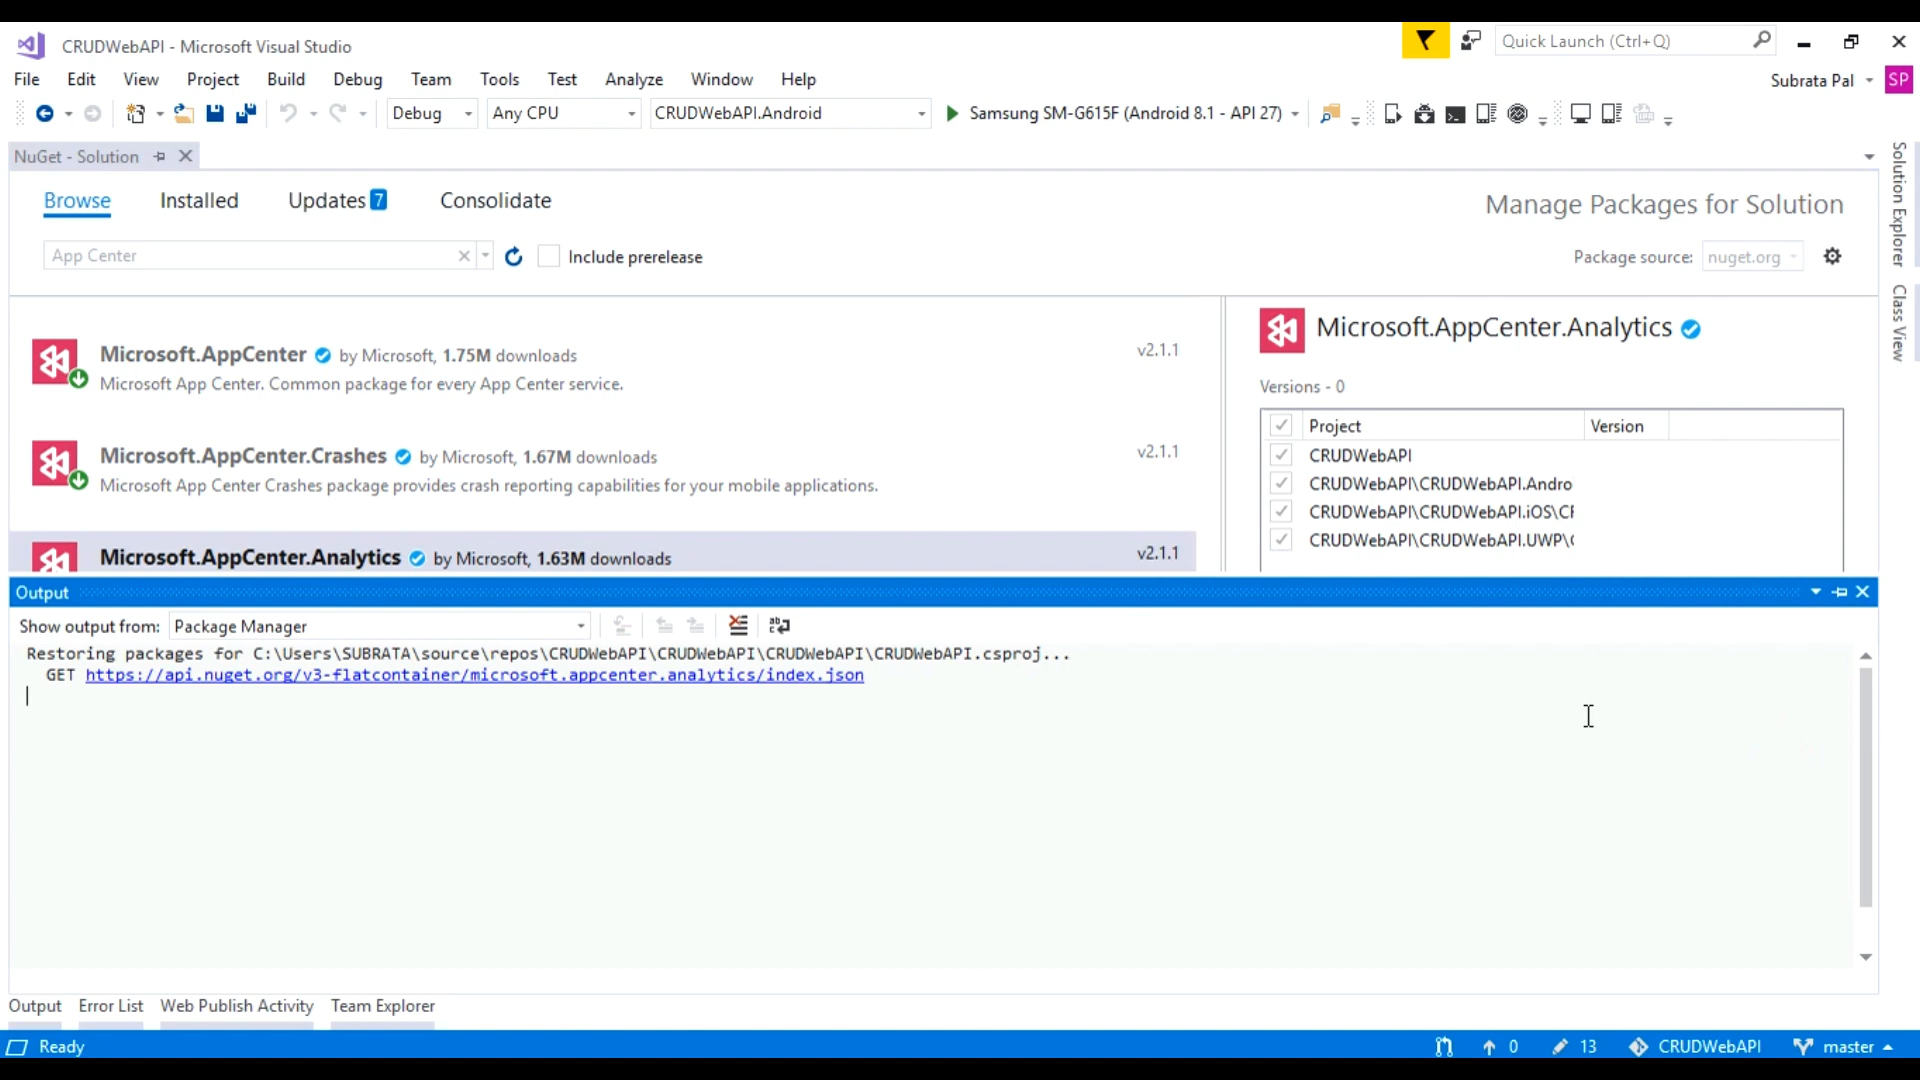 CRUDWebAPI - Microsoft Visual Studio
Quick Launch (Ctrl+Q)
File Edit View Project Build Debug Team Tools Test Analyze Window Help
Subrata Pal SP
Debug Any CPU CRUDWebAPI.Android Samsung SM-G615F (Android 8.1 - API 27)
NuGet - Solution
Browse Installed Updates 7 Consolidate
Manage Packages for Solution
App Center
Include prerelease
Package source: nuget.org
Solution Explorer
Class View
Microsoft.AppCenter by Microsoft, 1.75M downloads v2.1.1
Microsoft App Center. Common package for every App Center service.
Microsoft.AppCenter.Crashes by Microsoft, 1.67M downloads v2.1.1
Microsoft App Center Crashes package provides crash reporting capabilities for your mobile applications.
Microsoft.AppCenter.Analytics by Microsoft, 1.63M downloads v2.1.1
Microsoft.AppCenter.Analytics
Versions - 0
Project Version
CRUDWebAPI
CRUDWebAPI\CRUDWebAPI.Andro
CRUDWebAPI\CRUDWebAPI.iOS\CF
CRUDWebAPI\CRUDWebAPI.UWP\
Output
Show output from: Package Manager
Restoring packages for C:\Users\SUBRATA\source\repos\CRUDWebAPI\CRUDWebAPI\CRUDWebAPI\CRUDWebAPI.csproj...
GET https://api.nuget.org/v3-flatcontainer/microsoft.appcenter.analytics/index.json
Output Error List Web Publish Activity Team Explorer
Ready
0 13 CRUDWebAPI master